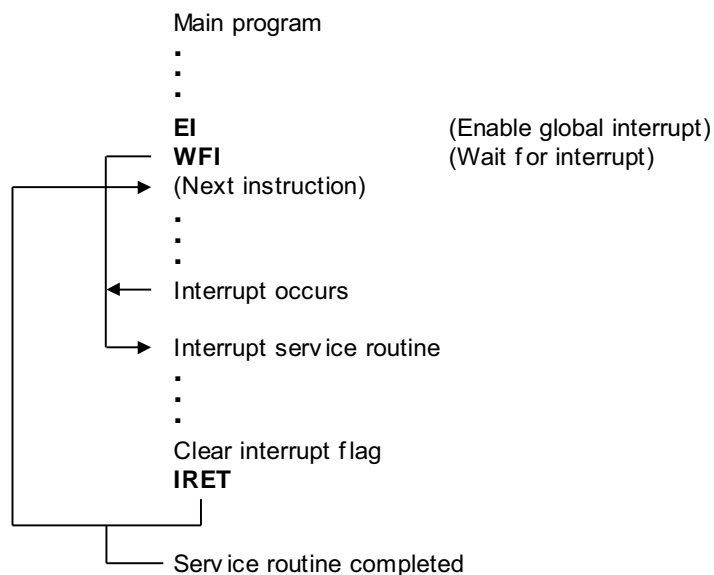 Main program
EI (Enable global interrupt)
WFI (Wait for interrupt)
(Next instruction)
Interrupt occurs
Interrupt service routine
Clear interrupt flag
IRET
Service routine completed